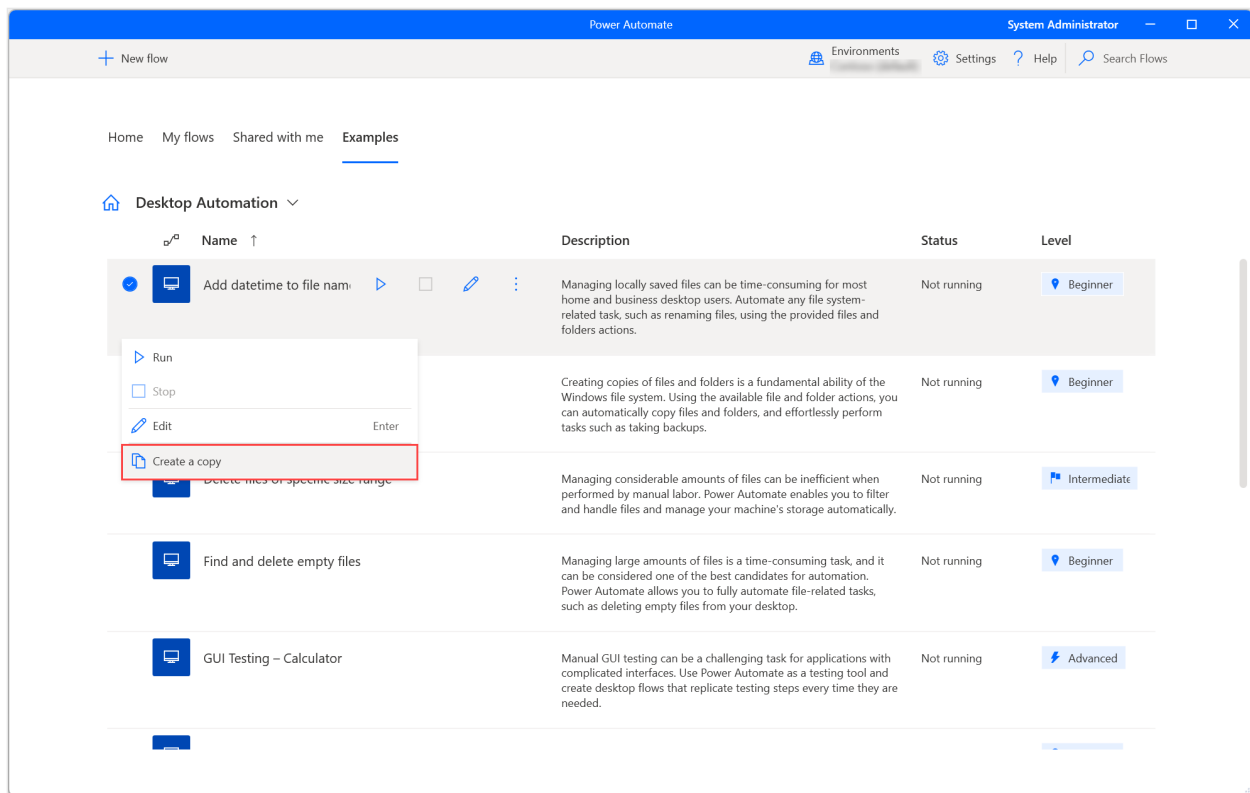 Power Automate
System Administrator
New flow
Environments
Settings
Help
Search Flows
Home
My flows
Shared with me
Examples
Desktop Automation
Name ↑
Description
Status
Level
Add datetime to file nam
Managing locally saved files can be time-consuming for most
home and business desktop users. Automate any file system-
related task, such as renaming files, using the provided files and
folders actions.
Not running
Beginner
Run
Stop
Edit
Enter
Create a copy
Creating copies of files and folders is a fundamental ability of the
Windows file system. Using the available file and folder actions, you
can automatically copy files and folders, and effortlessly perform
tasks such as taking backups.
Not running
Beginner
Delete files of specific size range
Managing considerable amounts of files can be inefficient when
performed by manual labor. Power Automate enables you to filter
and handle files and manage your machine's storage automatically.
Not running
Intermediate
Find and delete empty files
Managing large amounts of files is a time-consuming task, and it
can be considered one of the best candidates for automation.
Power Automate allows you to fully automate file-related tasks,
such as deleting empty files from your desktop.
Not running
Beginner
GUI Testing – Calculator
Manual GUI testing can be a challenging task for applications with
complicated interfaces. Use Power Automate as a testing tool and
create desktop flows that replicate testing steps every time they are
needed.
Not running
Advanced